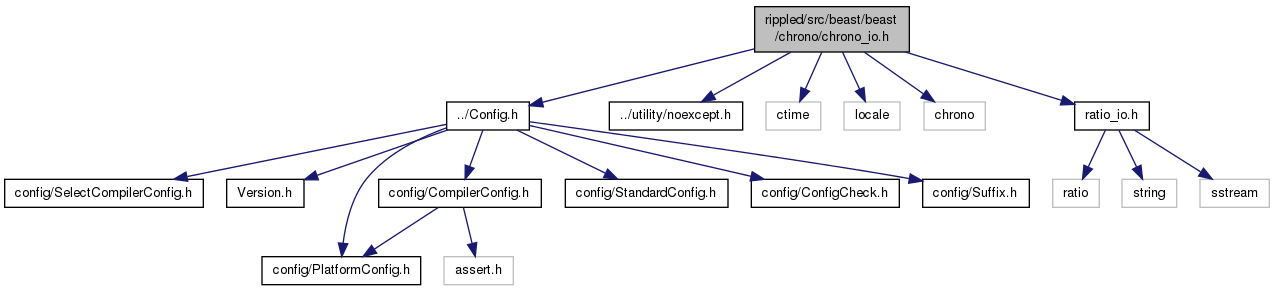 rippled/src/beast/beast
/chrono/chrono_io.h
../Config.h
../utility/noexcept.h
ctime
locale
chrono
ratio_io.h
config/SelectCompilerConfig.h
Version.h
config/CompilerConfig.h
config/StandardConfig.h
config/ConfigCheck.h
config/Suffix.h
ratio
string
sstream
config/PlatformConfig.h
assert.h